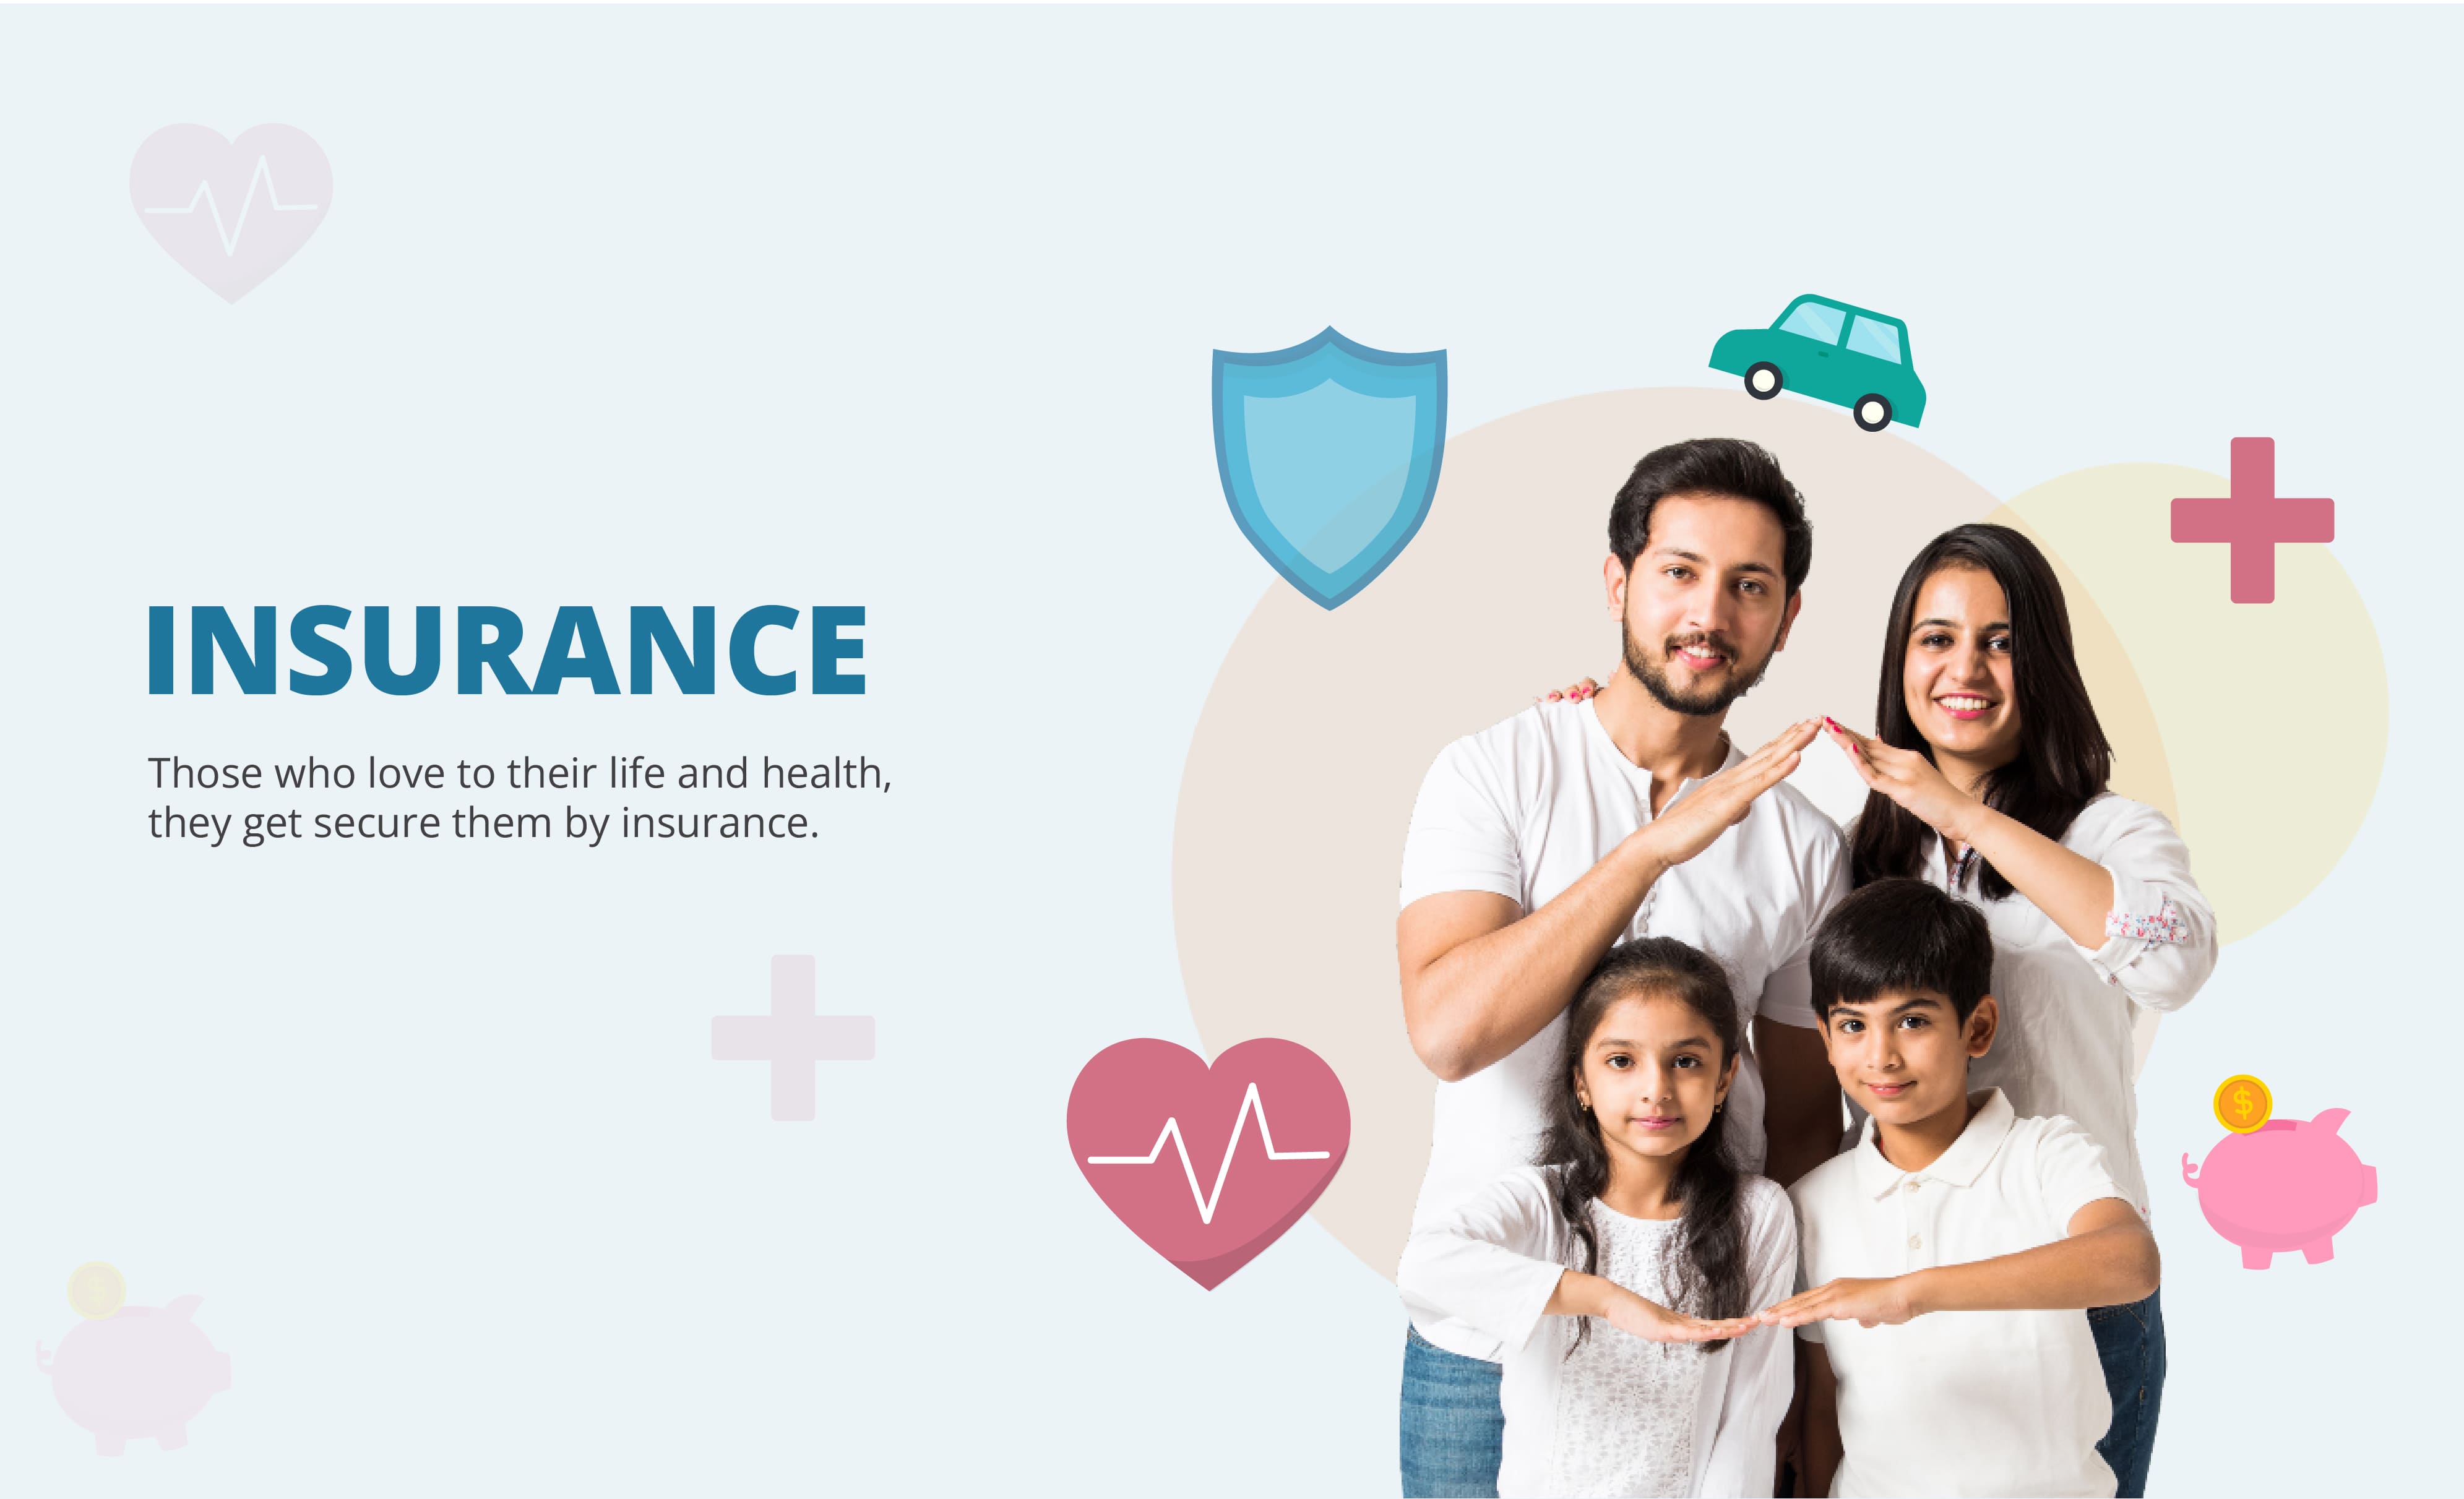 INSURANCE
Those who love to their life and health,
they get secure them by insurance.
$